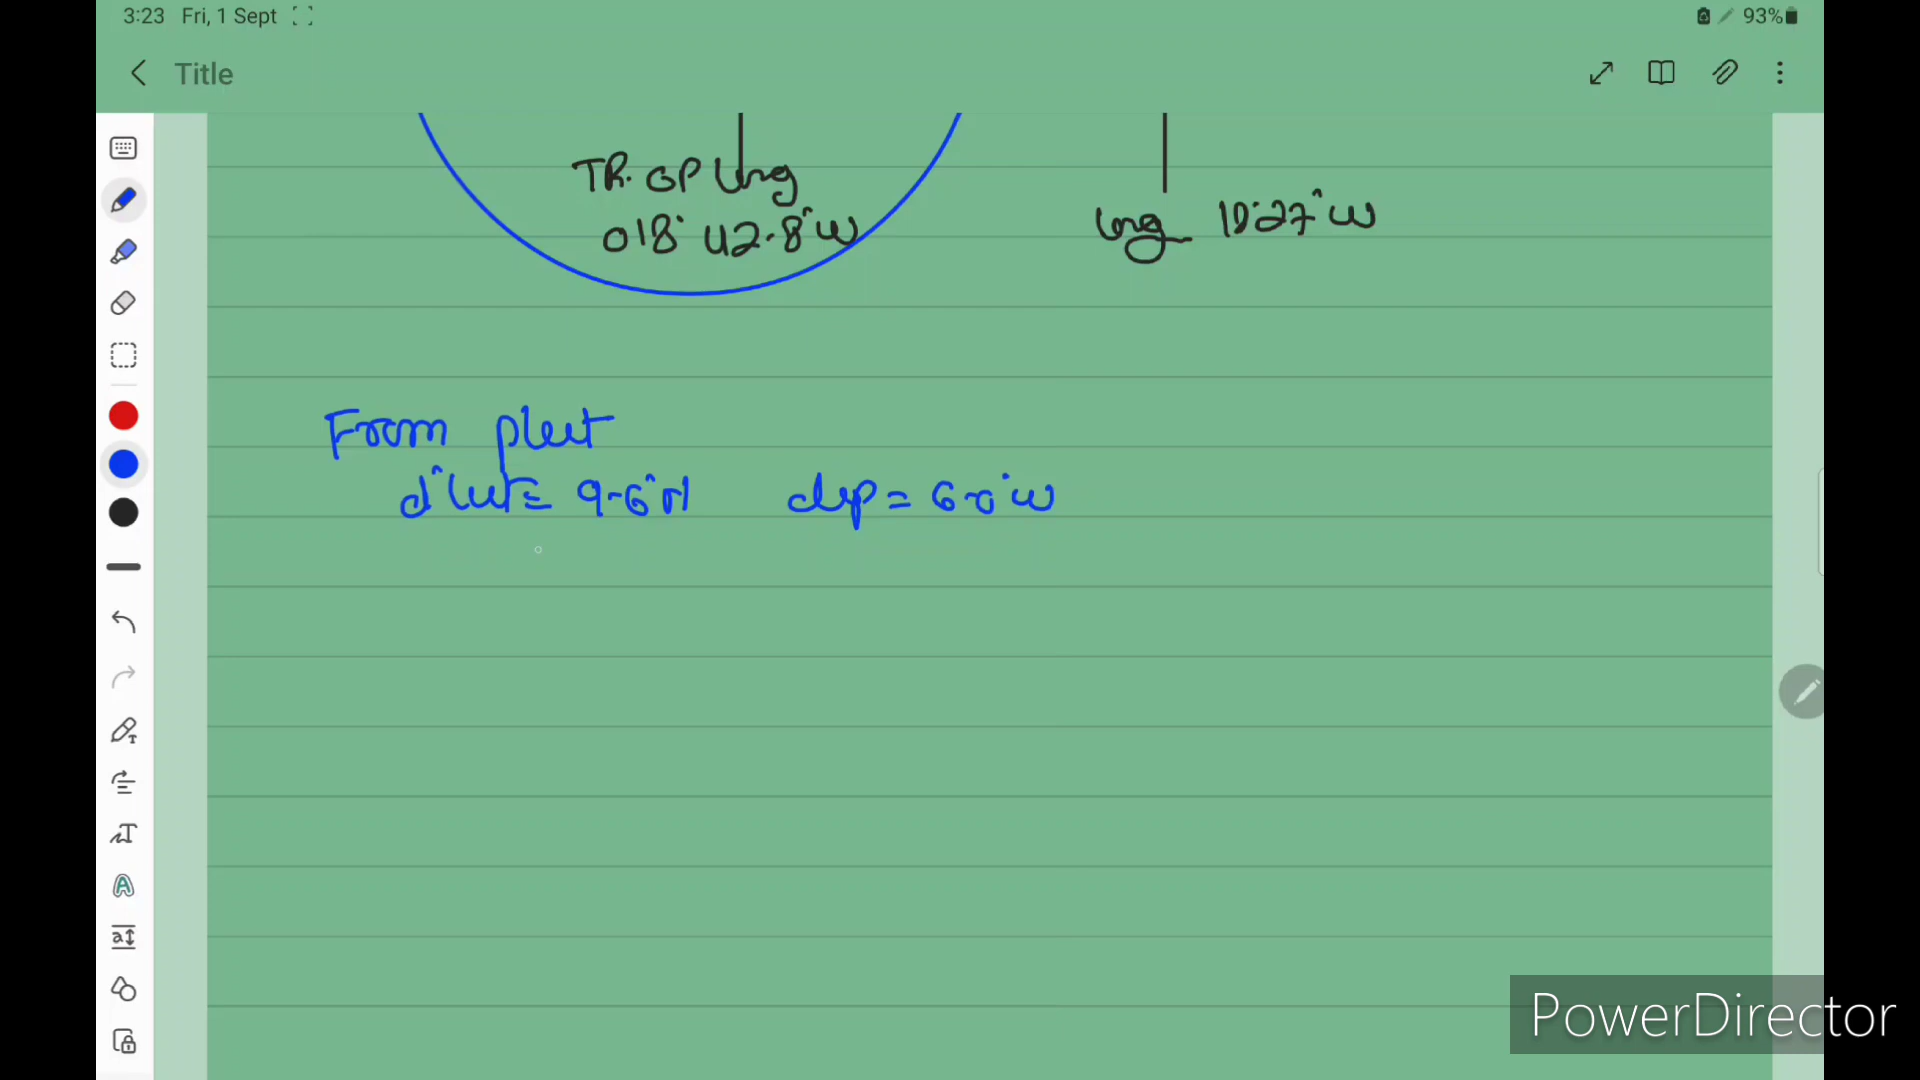 3:23 Fri, 1 Sept 93%
Title
TR. GP long
018° 42.8' W
long 18°27' W
From plot
d'lat = 9.6' N dep = 6.0' W
PowerDirector